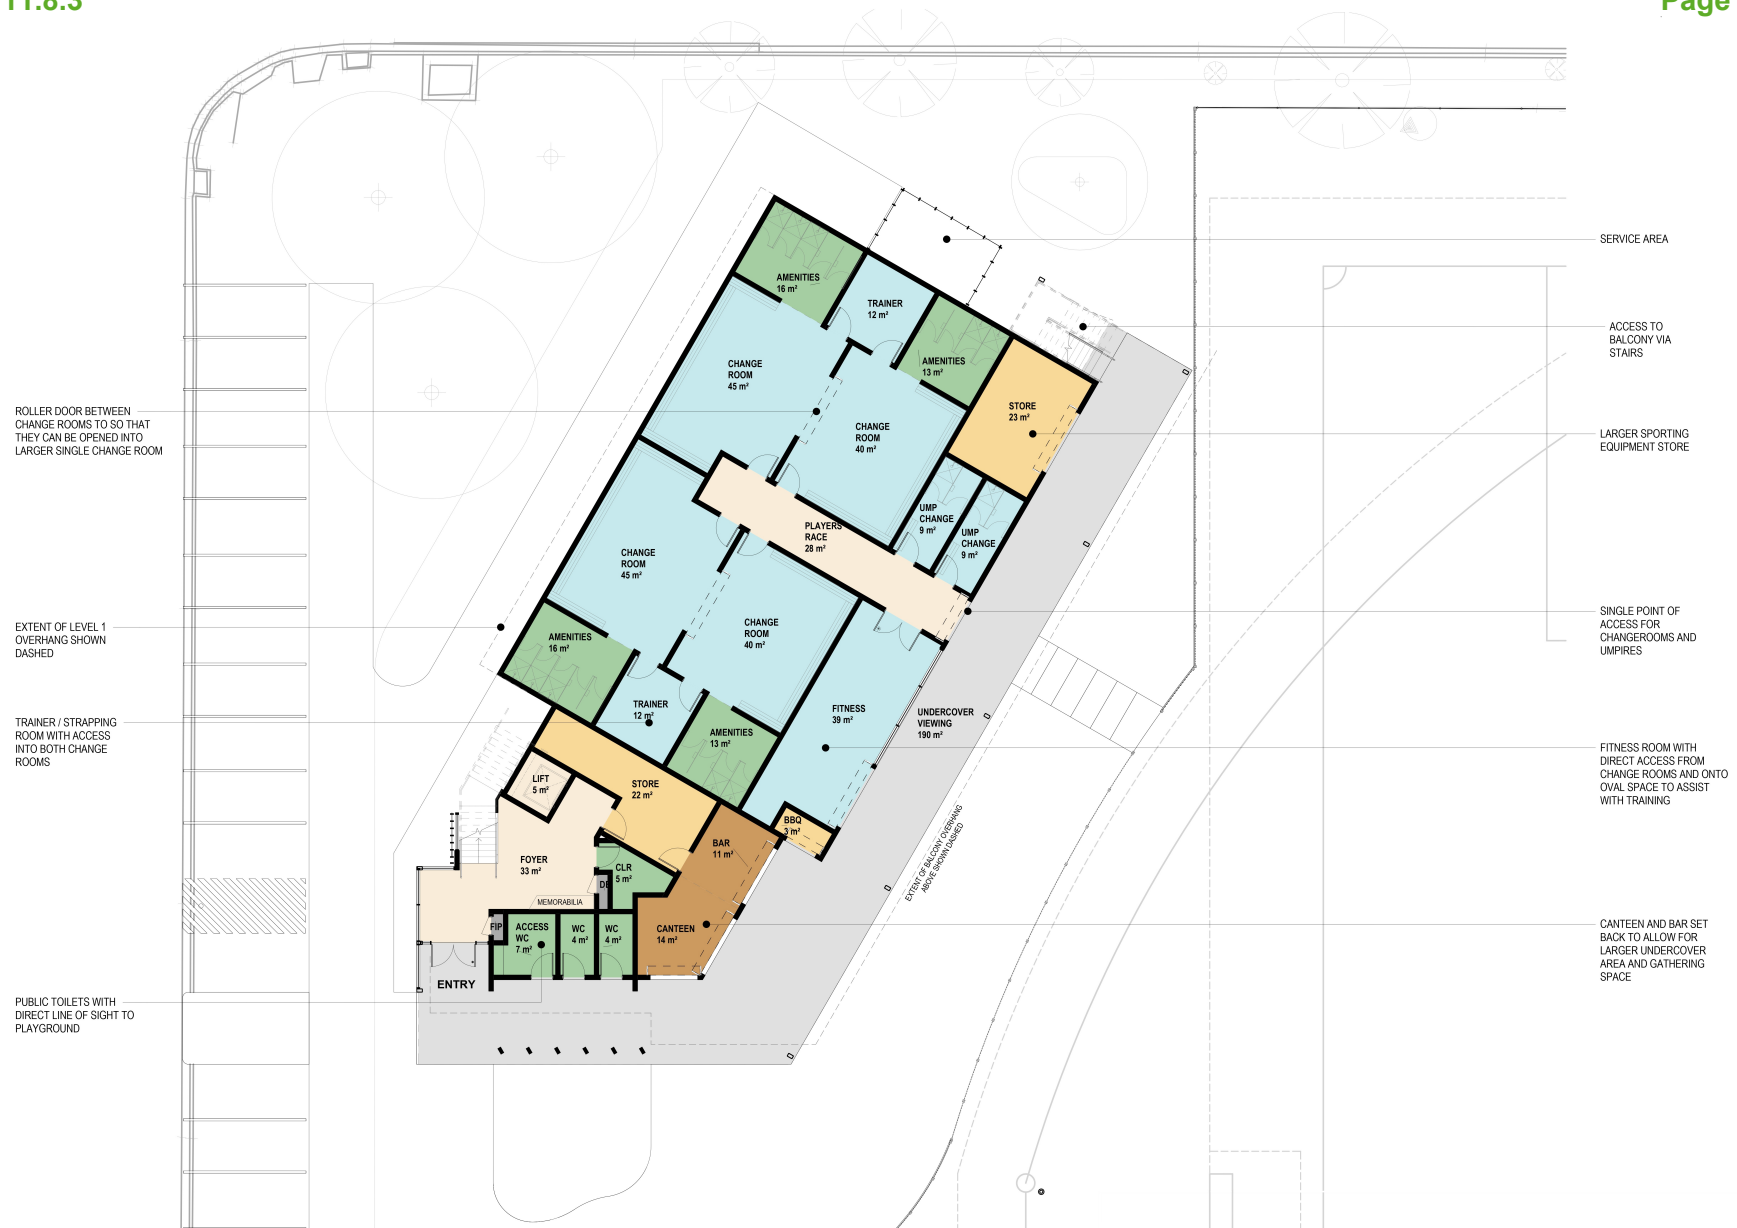 11.8.3
Page
SERVICE AREA
ACCESS TO
BALCONY VIA
STAIRS
LARGER SPORTING
EQUIPMENT STORE
SINGLE POINT OF
ACCESS FOR
CHANGEROOMS AND
UMPIRES
FITNESS ROOM WITH
DIRECT ACCESS FROM
CHANGE ROOMS AND ONTO
OVAL SPACE TO ASSIST
WITH TRAINING
CANTEEN AND BAR SET
BACK TO ALLOW FOR
LARGER UNDERCOVER
AREA AND GATHERING
SPACE
ROLLER DOOR BETWEEN
CHANGE ROOMS TO SO THAT
THEY CAN BE OPENED INTO
LARGER SINGLE CHANGE ROOM
EXTENT OF LEVEL 1
OVERHANG SHOWN
DASHED
TRAINER / STRAPPING
ROOM WITH ACCESS
INTO BOTH CHANGE
ROOMS
PUBLIC TOILETS WITH
DIRECT LINE OF SIGHT TO
PLAYGROUND
AMENITIES
16 m²
TRAINER
12 m²
AMENITIES
13 m²
CHANGE
ROOM
45 m²
STORE
23 m²
CHANGE
ROOM
40 m²
UMP
CHANGE
9 m²
UMP
CHANGE
9 m²
PLAYERS
RACE
28 m²
CHANGE
ROOM
45 m²
CHANGE
ROOM
40 m²
AMENITIES
16 m²
TRAINER
12 m²
AMENITIES
13 m²
FITNESS
39 m²
UNDERCOVER
VIEWING
190 m²
LIFT
5 m²
STORE
22 m²
BBQ
3 m²
BAR
11 m²
FOYER
33 m²
CLR
5 m²
DB
MEMORABILIA
FIP
ACCESS
WC
7 m²
WC
4 m²
WC
4 m²
CANTEEN
14 m²
ENTRY
EXTENT OF BALCONY OVERHANG
ABOVE SHOWN DASHED